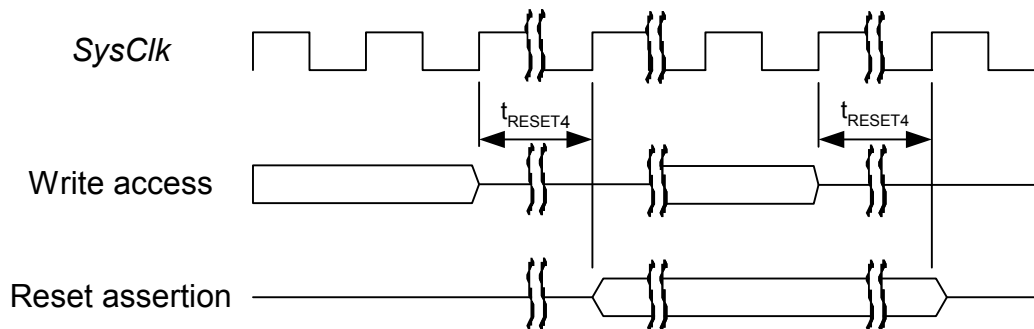 SysClk
tRESET4 tRESET4
Write access
Reset assertion